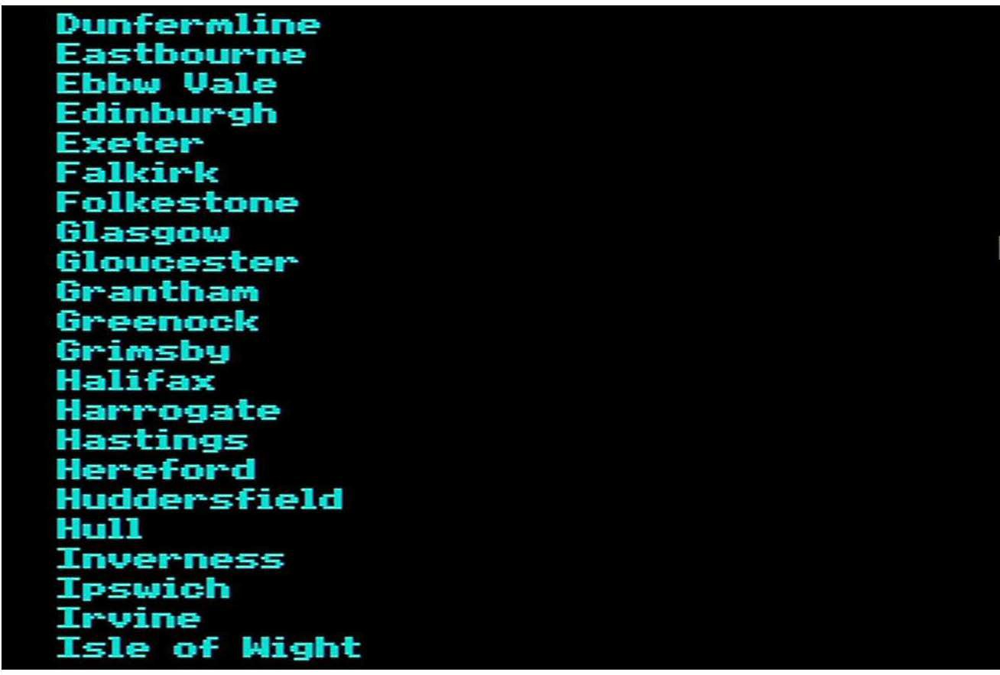 Dunfermline
Eastbourne
Ebbw Vale
Edinburgh
Exeter
Falkirk
Folkestone
Glasgow
Gloucester
Grantham
Greenock
Grimsby
Halifax
Harrogate
Hastings
Hereford
Huddersfield
Hull
Inverness
Ipswich
Irvine
Isle of Wight